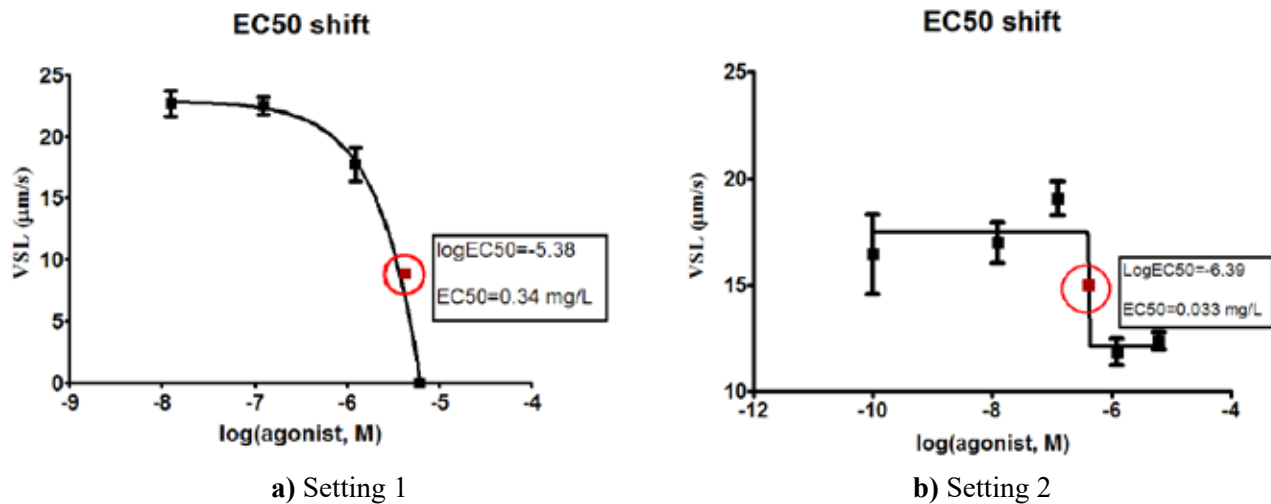 EC50 shift
25
20
15
10
5
0
VSL (µm/s)
-9 -8 -7 -6 -5 -4
log(agonist, M)
logEC50=-5.38
EC50=0.34 mg/L
a) Setting 1
EC50 shift
25
20
15
10
VSL (µm/s)
-12 -10 -8 -6 -4
log(agonist, M)
LogEC50=-6.39
EC50=0.033 mg/L
b) Setting 2